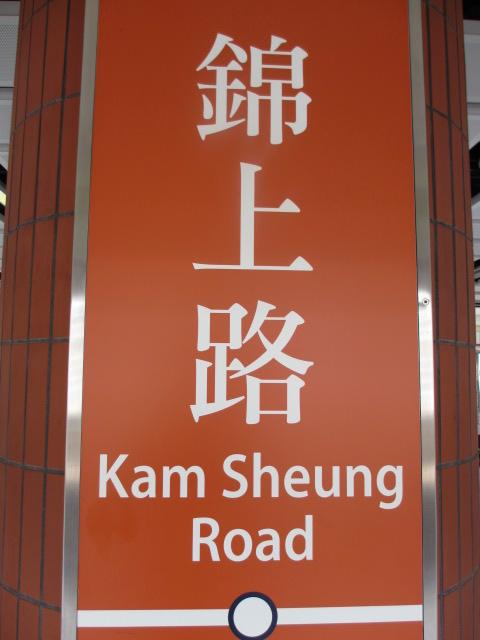 錦上路
Kam Sheung
Road